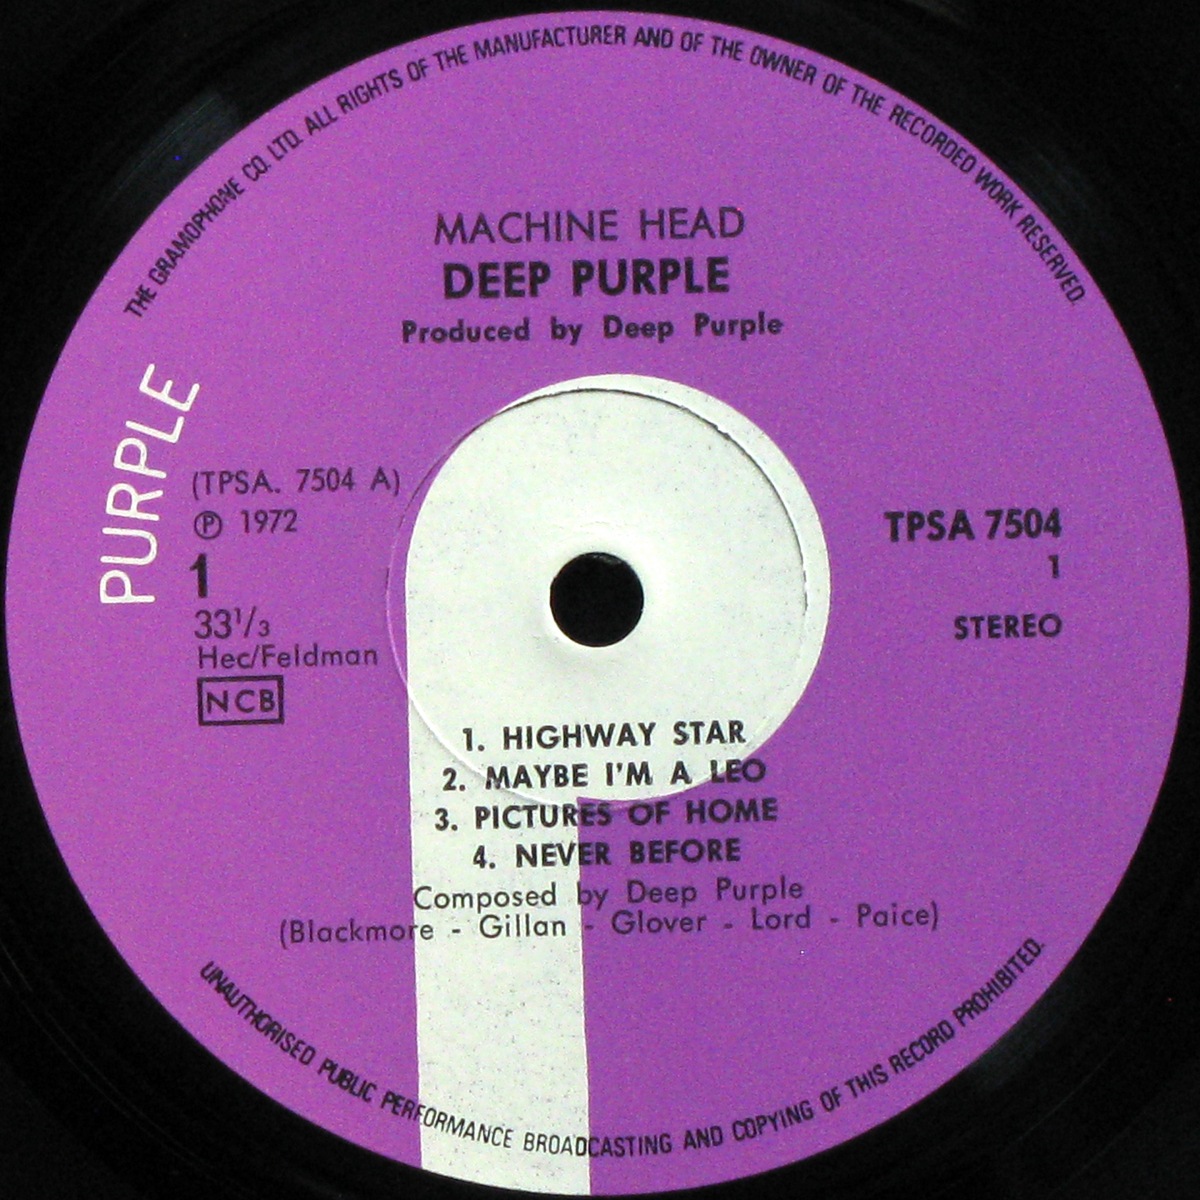 THE GRAMOPHONE CO. LTD. ALL RIGHTS OF THE MANUFACTURER AND OF THE OWNER OF THE RECORDED WORK RESERVED.
MACHINE HEAD
DEEP PURPLE
Produced by Deep Purple
PURPLE
(TPSA. 7504 A)
℗ 1972
1
33 1/3
Hec/Feldman
NCB
TPSA 7504
1
STEREO
1. HIGHWAY STAR
2. MAYBE I'M A LEO
3. PICTURES OF HOME
4. NEVER BEFORE
Composed by Deep Purple
(Blackmore - Gillan - Glover - Lord - Paice)
UNAUTHORISED PUBLIC PERFORMANCE BROADCASTING AND COPYING OF THIS RECORD PROHIBITED.